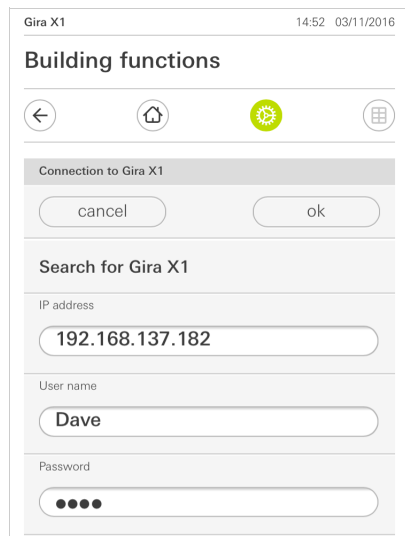 Gira X1 14:52 03/11/2016
Building functions
Connection to Gira X1
cancel ok
Search for Gira X1
IP address
192.168.137.182
User name
Dave
Password
●●●●